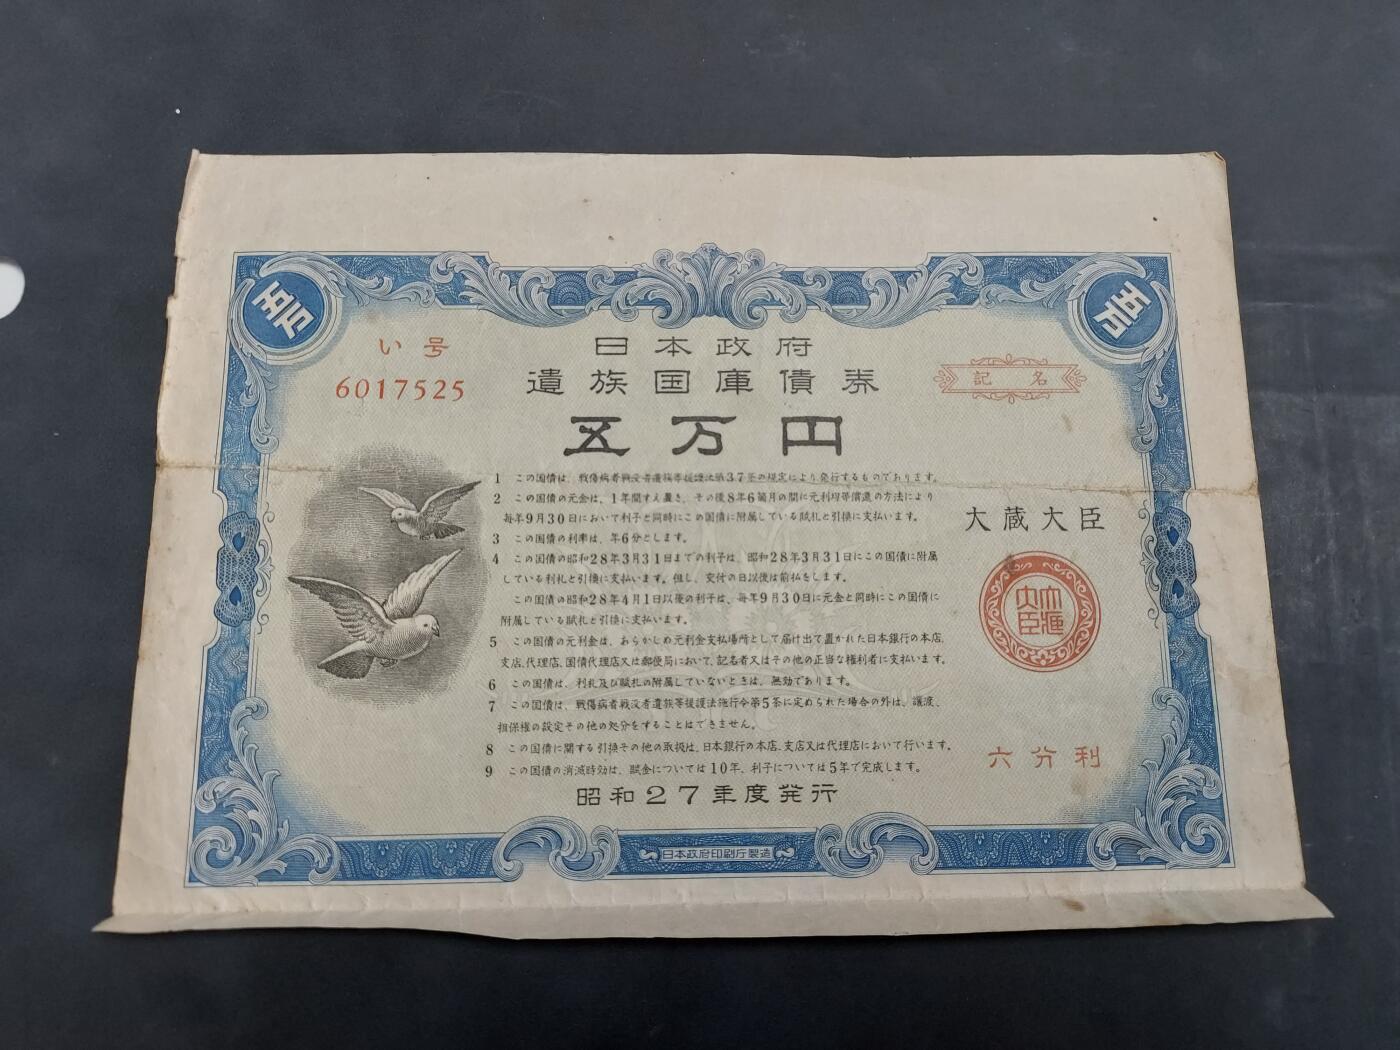 吾
吾
い号
6017525
日本政府
遺族国庫債券
記名
五万円
1 この国債は、戦傷病者戦没者遺族等援護法第37条の規定により発行するものであります。
2 この国債の元金は、1年間すえ置き、その後8年6箇月の間に元利均等償還の方法により
毎年9月30日において利子と同時にこの国債に附属している賦札と引換に支払います。
3 この国債の利率は、年6分とします。
4 この国債の昭和28年3月31日までの利子は、昭和28年3月31日にこの国債に附属
している利札と引換に支払います。但し、交付の日以後は前払をします。
この国債の昭和28年4月1日以後の利子は、毎年9月30日に元金と同時にこの国債に
附属している賦札と引換に支払います。
5 この国債の元利金は、あらかじめ元利金支払場所として届け出て置かれた日本銀行の本店、
支店、代理店、国債代理店又は郵便局において、記名者又はその他の正当な権利者に支払います。
6 この国債は、利札及び賦札の附属していないときは、無効であります。
7 この国債は、戦傷病者戦没者遺族等援護法施行令第5条に定められた場合の外は、譲渡、
担保権の設定その他の処分をすることはできません。
8 この国債に関する引換その他の取扱は、日本銀行の本店、支店又は代理店において行います。
9 この国債の消滅時効は、賦金については10年、利子については5年で完成します。
大蔵大臣
大蔵大臣
六分利
昭和27年度発行
日本政府印刷庁製造